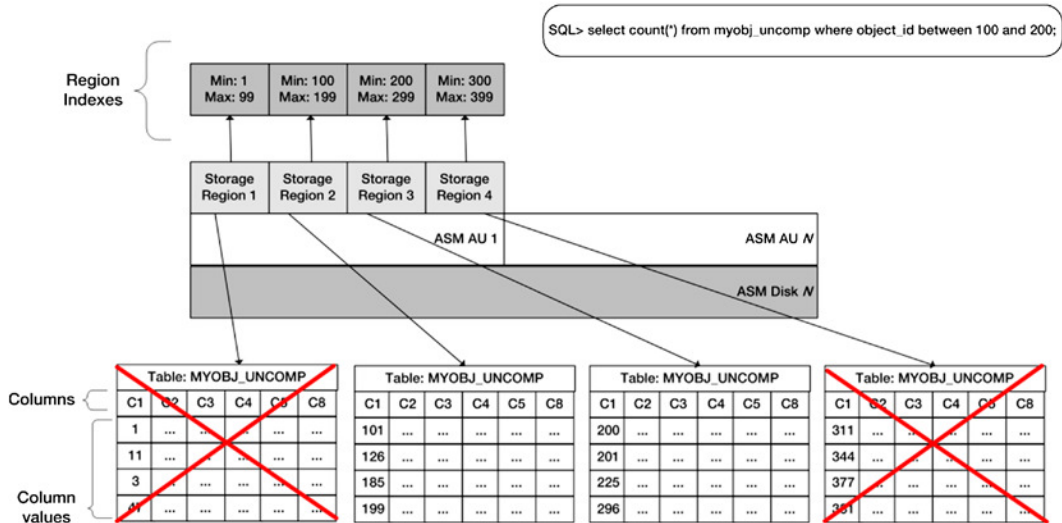 SQL> select count(*) from myobj_uncomp where object_id between 100 and 200;
Region
Indexes
Min: 1 Min: 100 Min: 200 Min: 300
Max: 99 Max: 199 Max: 299 Max: 399
Storage Storage Storage Storage
Region 1 Region 2 Region 3 Region 4
ASM AU 1 ASM AU N
ASM Disk N
Table: MYOBJ_UNCOMP Table: MYOBJ_UNCOMP Table: MYOBJ_UNCOMP Table: MYOBJ_UNCOMP
Columns
C1 C2 C3 C4 C5 C8 C1 C2 C3 C4 C5 C8 C1 C2 C3 C4 C5 C8 C1 C2 C3 C4 C5 C8
1 ... ... ... ... ... 101 ... ... ... ... ... 200 ... ... ... ... ... 311 ... ... ... ... ...
11 ... ... ... ... ... 126 ... ... ... ... ... 201 ... ... ... ... ... 344 ... ... ... ... ...
3 ... ... ... ... ... 185 ... ... ... ... ... 225 ... ... ... ... ... 377 ... ... ... ... ...
Column
values
... ... ... ... ... 199 ... ... ... ... ... 296 ... ... ... ... ... ... ... ... ... ...